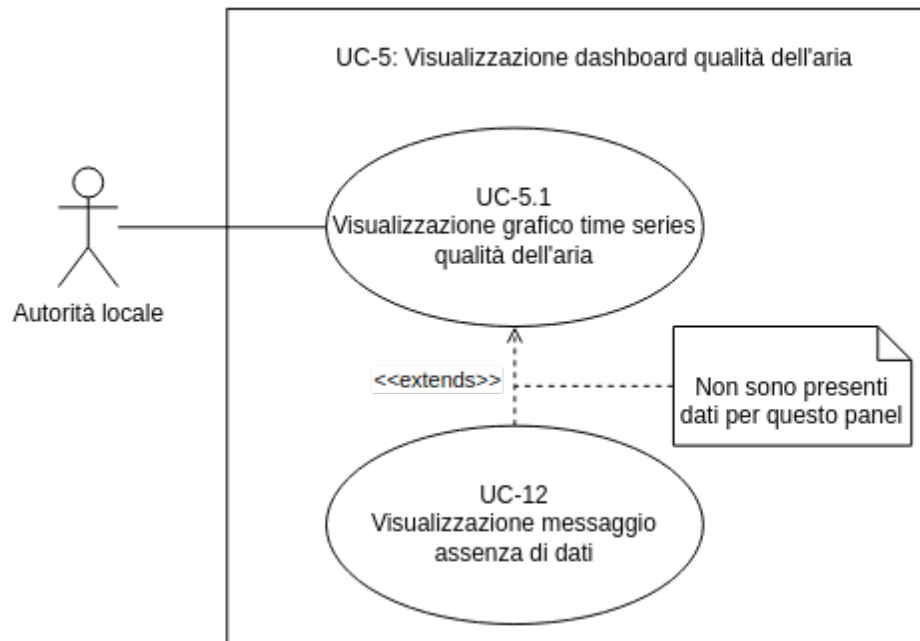 UC-5: Visualizzazione dashboard qualità dell'aria
UC-5.1
Visualizzazione grafico time series
qualità dell'aria
Autorità locale
<<extends>>
Non sono presenti
dati per questo panel
UC-12
Visualizzazione messaggio
assenza di dati